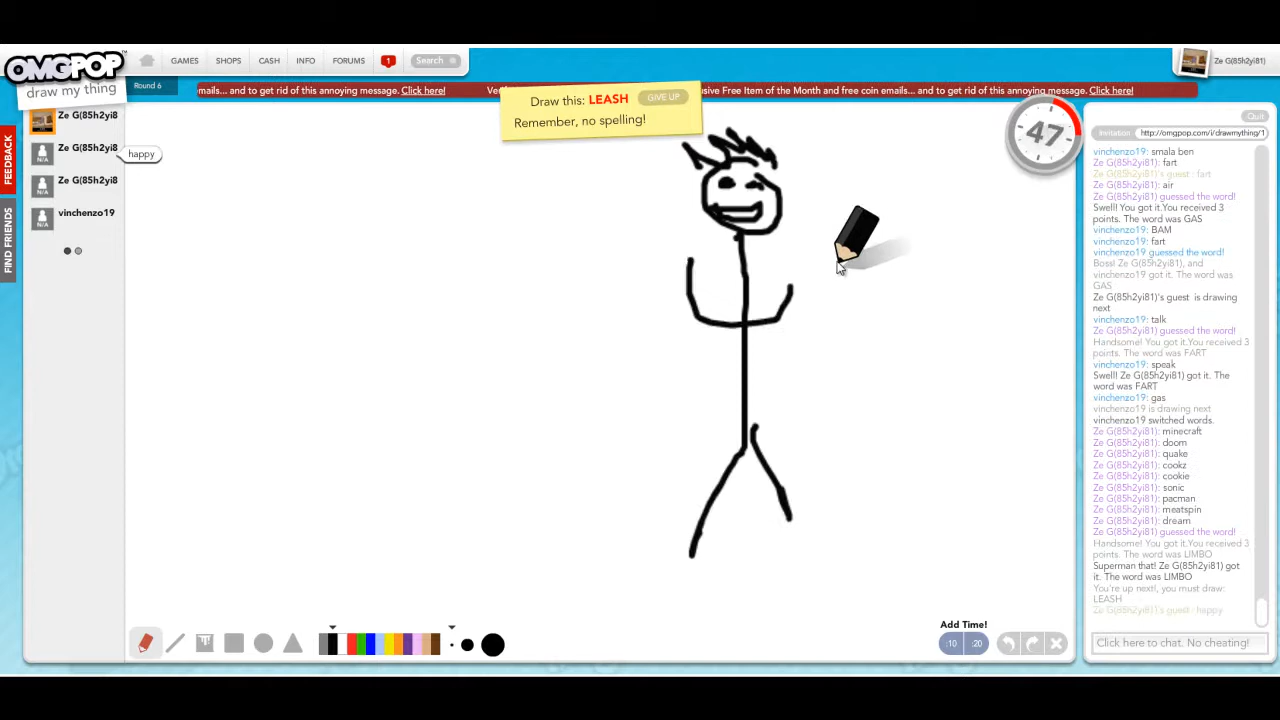 OMGPOP
draw my thing
GAMES
SHOPS
CASH
INFO
FORUMS
1
Search
Ze G(85h2yi81)
Round 6
emails... and to get rid of this annoying message. Click here!
usive Free Item of the Month and free coin emails... and to get rid of this annoying message. Click here!
Draw this: LEASH
GIVE UP
Remember, no spelling!
47
FEEDBACK
FIND FRIENDS
Ze G(85h2yi8
N/A
Ze G(85h2yi8
happy
N/A
Ze G(85h2yi8
N/A
vinchenzo19
Quit
Invitation
http://omgpop.com/i/drawmything/1
vinchenzo19: smala ben
Ze G(85h2yi81): fart
Ze G(85h2yi81)'s guest : fart
Ze G(85h2yi81): air
Ze G(85h2yi81) guessed the word!
Swell! You got it.You received 3
points. The word was GAS
vinchenzo19: BAM
vinchenzo19: fart
vinchenzo19 guessed the word!
Boss! Ze G(85h2yi81), and
vinchenzo19 got it. The word was
GAS
Ze G(85h2yi81)'s guest is drawing
next
vinchenzo19: talk
Ze G(85h2yi81) guessed the word!
Handsome! You got it.You received 3
points. The word was FART
vinchenzo19: speak
Swell! Ze G(85h2yi81) got it. The
word was FART
vinchenzo19: gas
vinchenzo19 is drawing next
vinchenzo19 switched words.
Ze G(85h2yi81): minecraft
Ze G(85h2yi81): doom
Ze G(85h2yi81): quake
Ze G(85h2yi81): cookz
Ze G(85h2yi81): cookie
Ze G(85h2yi81): sonic
Ze G(85h2yi81): pacman
Ze G(85h2yi81): meatspin
Ze G(85h2yi81): dream
Ze G(85h2yi81) guessed the word!
Handsome! You got it.You received 3
points. The word was LIMBO
Superman that! Ze G(85h2yi81) got
it. The word was LIMBO
You're up next!, you must draw:
LEASH
Ze G(85h2yi81)'s guest : happy
Add Time!
:10
:20
Click here to chat. No cheating!